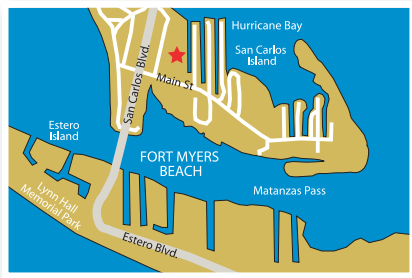 Hurricane Bay
San Carlos
Island
Main St
San Carlos Blvd.
Estero
Island
FORT MYERS
BEACH
Matanzas Pass
Lynn Hall
Memorial Park
Estero Blvd.